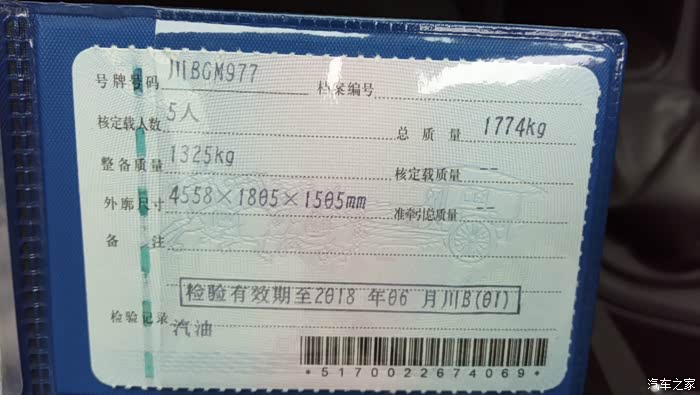 号牌号码 川BGM977 档案编号
核定载人数 5人 总质量 1774kg
整备质量 1325kg 核定载质量 --
外廓尺寸 4558×1805×1505mm 准牵引总质量 --
备注
检验有效期至2018年06月川B(01)
检验记录 汽油
*5170022674069*
汽车之家